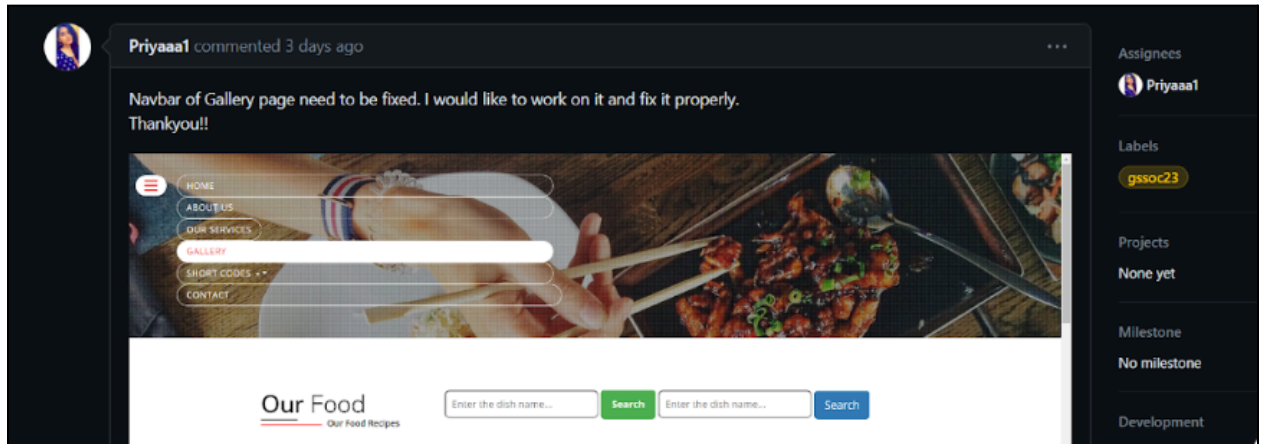 Priyaaa1 commented 3 days ago
Navbar of Gallery page need to be fixed. I would like to work on it and fix it properly.
Thankyou!!
HOME
ABOUT US
OUR SERVICES
GALLERY
SHORT CODES
CONTACT
Our Food
Our Food Recipes
Enter the dish name... Search Enter the dish name... Search
Assignees
Priyaaa1
Labels
gssoc23
Projects
None yet
Milestone
No milestone
Development